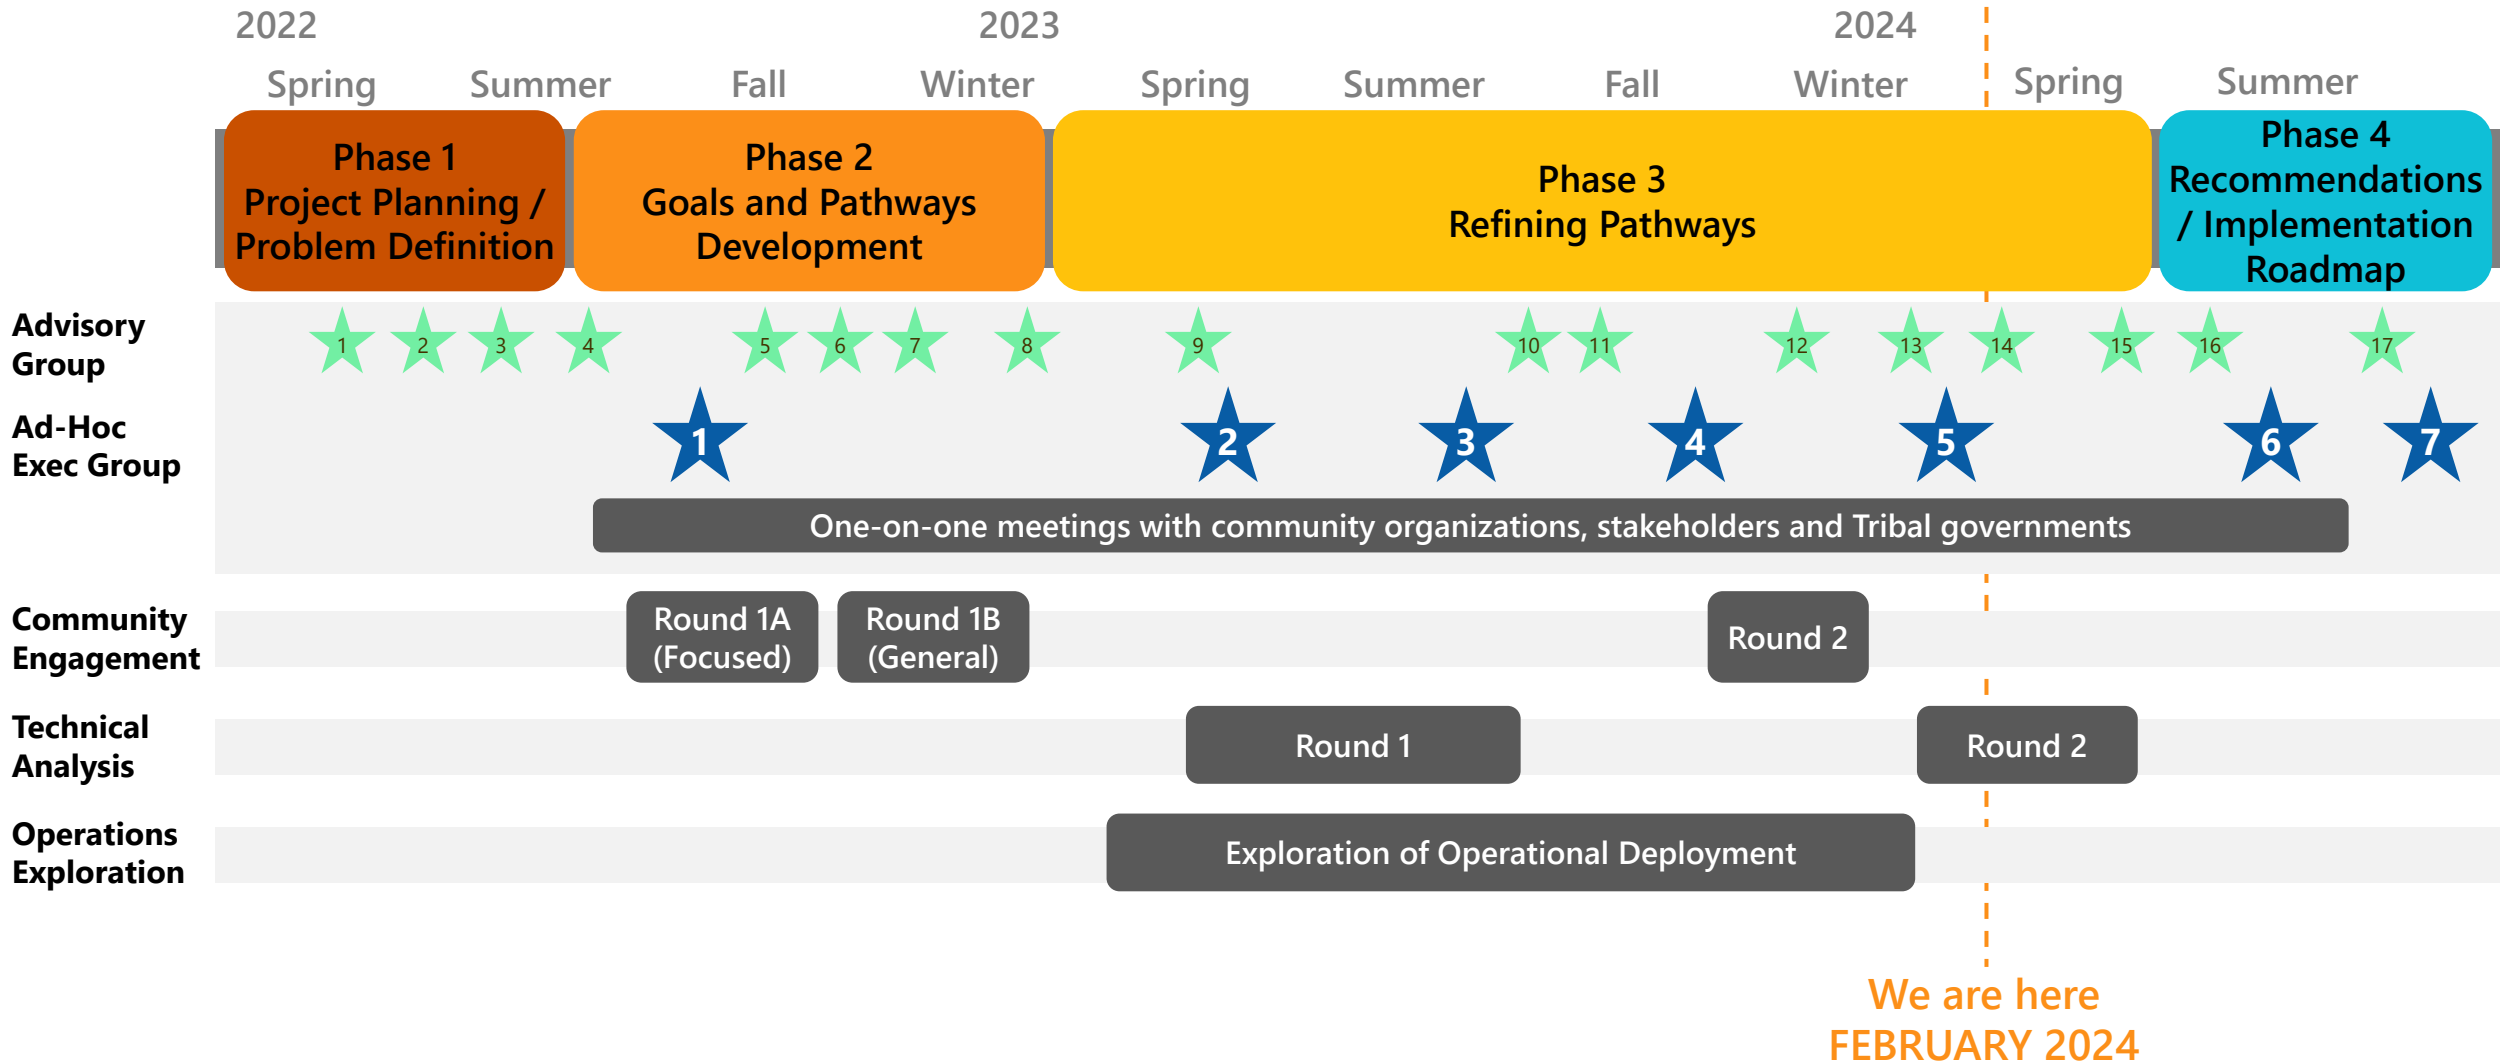 2022
2023
2024
Spring
Summer
Fall
Winter
Spring
Summer
Fall
Winter
Spring
Summer
Phase 1
Project Planning /
Problem Definition
Phase 2
Goals and Pathways
Development
Phase 3
Refining Pathways
Phase 4
Recommendations
/ Implementation
Roadmap
Advisory
Group
1
2
3
4
5
6
7
8
9
10
11
12
13
14
15
16
17
Ad-Hoc
Exec Group
1
2
3
4
5
6
7
One-on-one meetings with community organizations, stakeholders and Tribal governments
Community
Engagement
Round 1A
(Focused)
Round 1B
(General)
Round 2
Technical
Analysis
Round 1
Round 2
Operations
Exploration
Exploration of Operational Deployment
We are here
FEBRUARY 2024